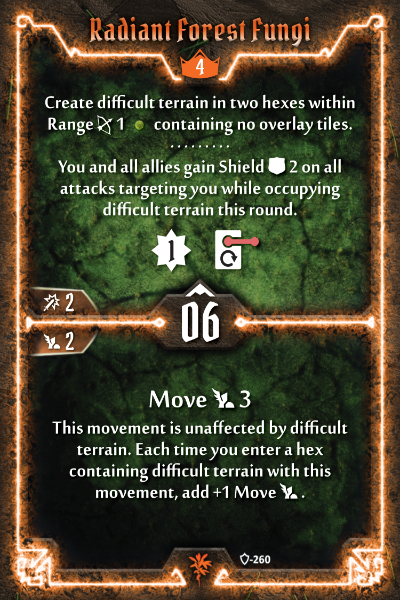 Radiant Forest Fungi
4
Create difficult terrain in two hexes within
Range 1 containing no overlay tiles.
You and all allies gain Shield 2 on all
attacks targeting you while occupying
difficult terrain this round.
1
2
06
2
Move 3
This movement is unaffected by difficult
terrain. Each time you enter a hex
containing difficult terrain with this
movement, add +1 Move .
-260